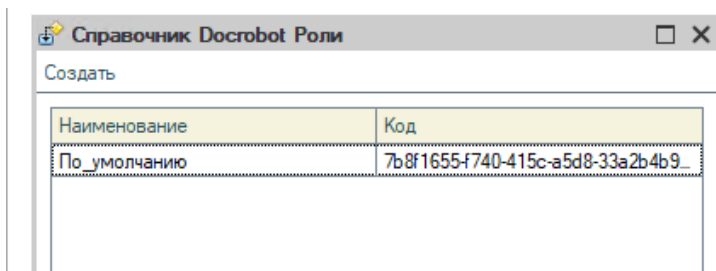 Справочник Docrobot Роли
Создать
Наименование Код
По_умолчанию 7b8f1655-f740-415c-a5d8-33a2b4b9...